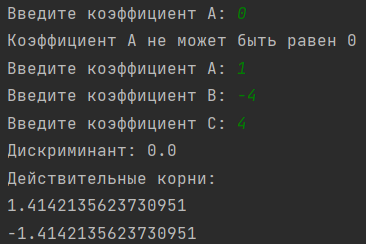 Введите коэффициент A: 0
Коэффициент A не может быть равен 0
Введите коэффициент A: 1
Введите коэффициент B: -4
Введите коэффициент C: 4
Дискриминант: 0.0
Действительные корни:
1.4142135623730951
-1.4142135623730951